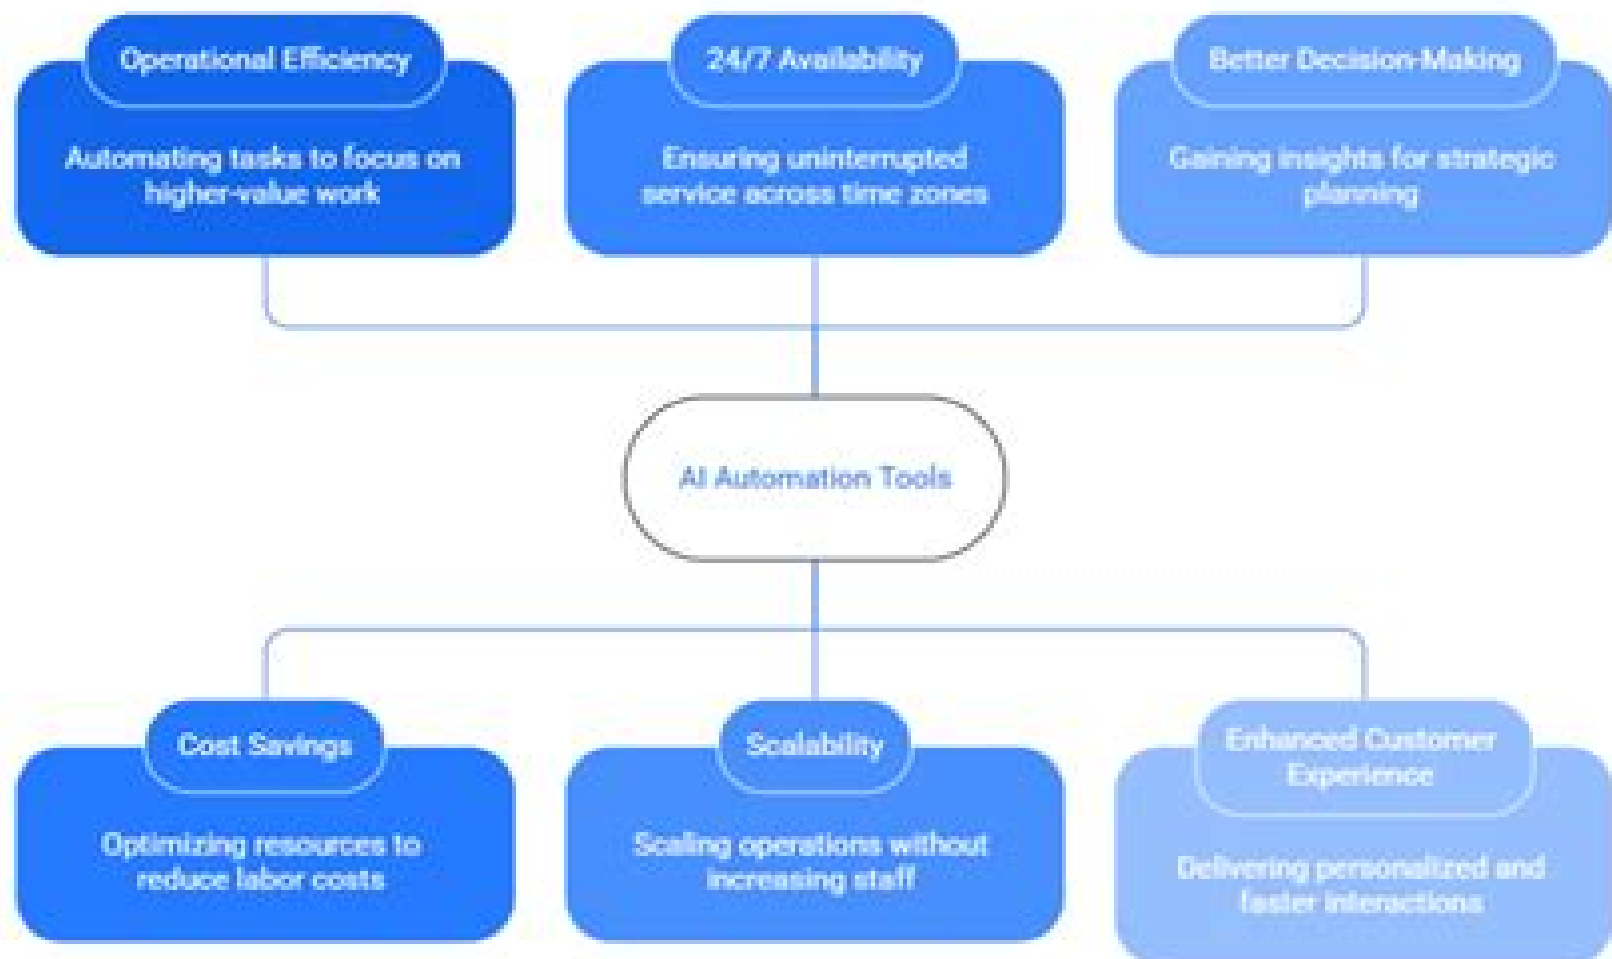 Operational Efficiency
Automating tasks to focus on
higher-value work
24/7 Availability
Ensuring uninterrupted
service across time zones
Better Decision-Making
Gaining insights for strategic
planning
AI Automation Tools
Cost Savings
Optimizing resources to
reduce labor costs
Scalability
Scaling operations without
increasing staff
Enhanced Customer
Experience
Delivering personalized and
faster interactions